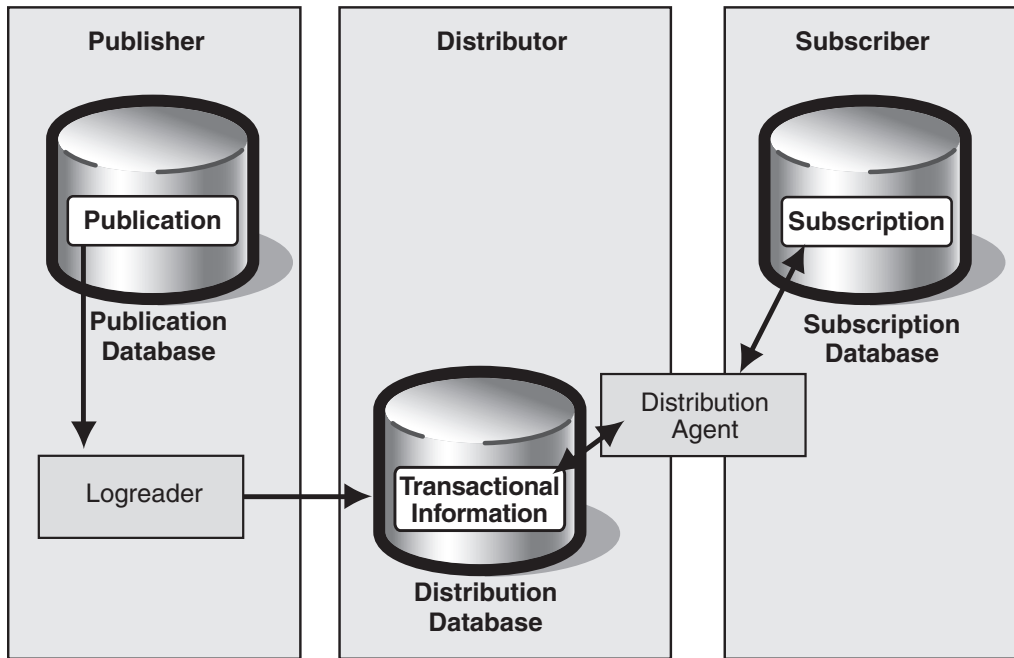 Publisher
Distributor
Subscriber
Publication
Publication
Database
Logreader
Transactional
Information
Distribution
Database
Distribution
Agent
Subscription
Subscription
Database